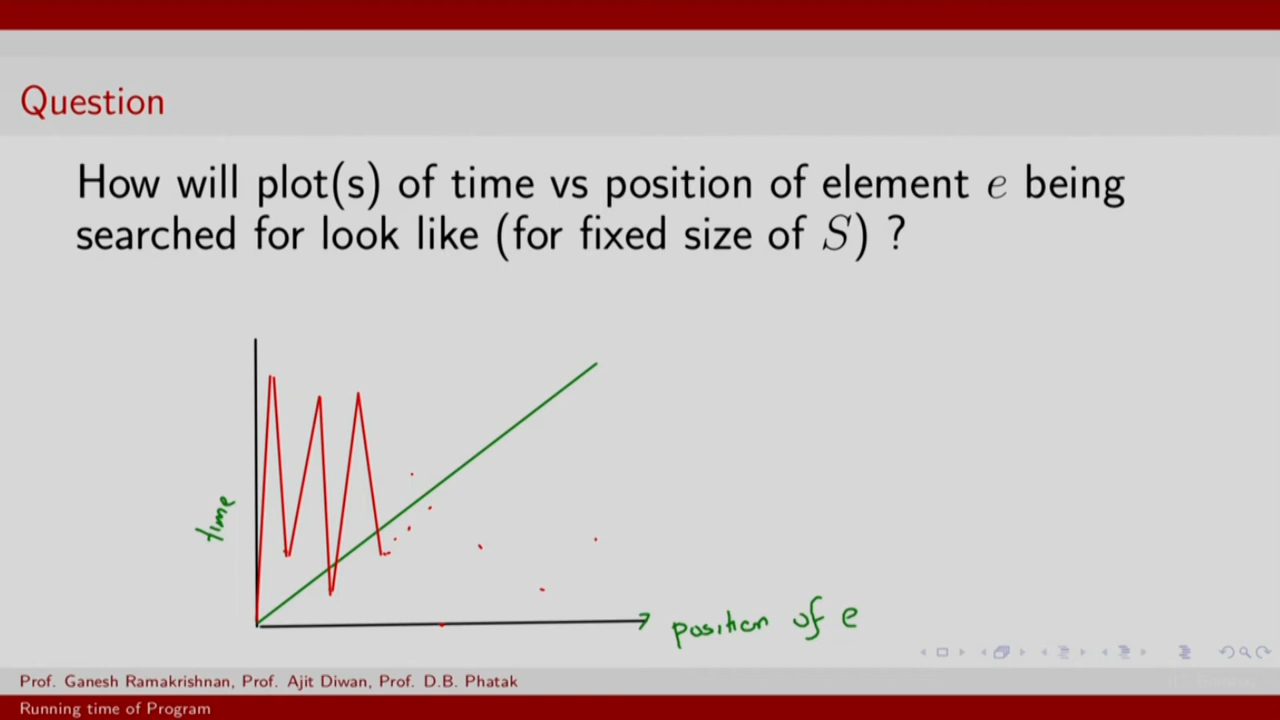 Question
How will plot(s) of time vs position of element e being
searched for look like (for fixed size of S) ?
time
position of e
Prof. Ganesh Ramakrishnan, Prof. Ajit Diwan, Prof. D.B. Phatak
Running time of Program